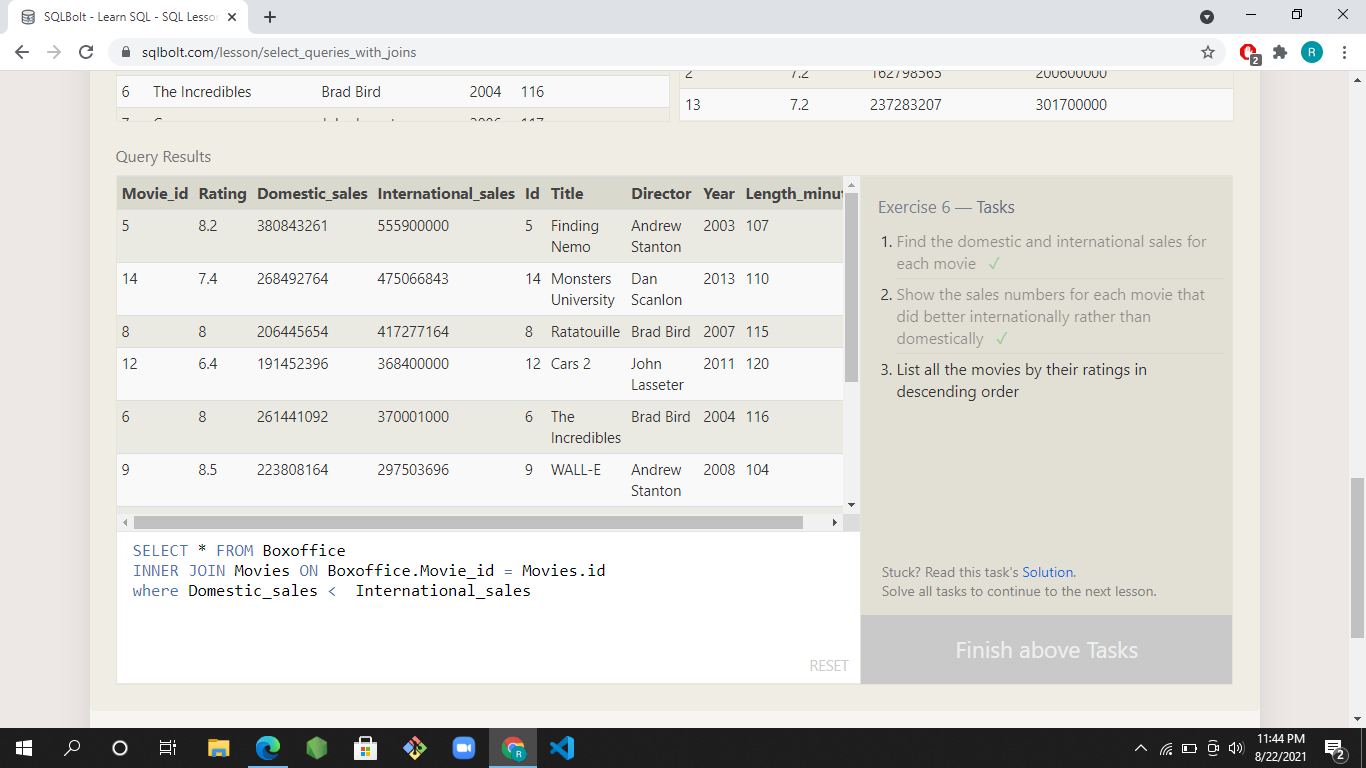 SQLBolt - Learn SQL - SQL Lesso
sqlbolt.com/lesson/select_queries_with_joins
R
2
6 The Incredibles Brad Bird 2004 116
2 7.2 162798565 200600000
13 7.2 237283207 301700000
Query Results
Movie_id Rating Domestic_sales International_sales Id Title Director Year Length_minut
5 8.2 380843261 555900000 5 Finding Nemo Andrew Stanton 2003 107
14 7.4 268492764 475066843 14 Monsters University Dan Scanlon 2013 110
8 8 206445654 417277164 8 Ratatouille Brad Bird 2007 115
12 6.4 191452396 368400000 12 Cars 2 John Lasseter 2011 120
6 8 261441092 370001000 6 The Incredibles Brad Bird 2004 116
9 8.5 223808164 297503696 9 WALL-E Andrew Stanton 2008 104
Exercise 6 — Tasks
1. Find the domestic and international sales for
each movie ✓
2. Show the sales numbers for each movie that
did better internationally rather than
domestically ✓
3. List all the movies by their ratings in
descending order
Stuck? Read this task's Solution.
Solve all tasks to continue to the next lesson.
Finish above Tasks
SELECT * FROM Boxoffice
INNER JOIN Movies ON Boxoffice.Movie_id = Movies.id
where Domestic_sales <  International_sales
RESET
11:44 PM
8/22/2021
2